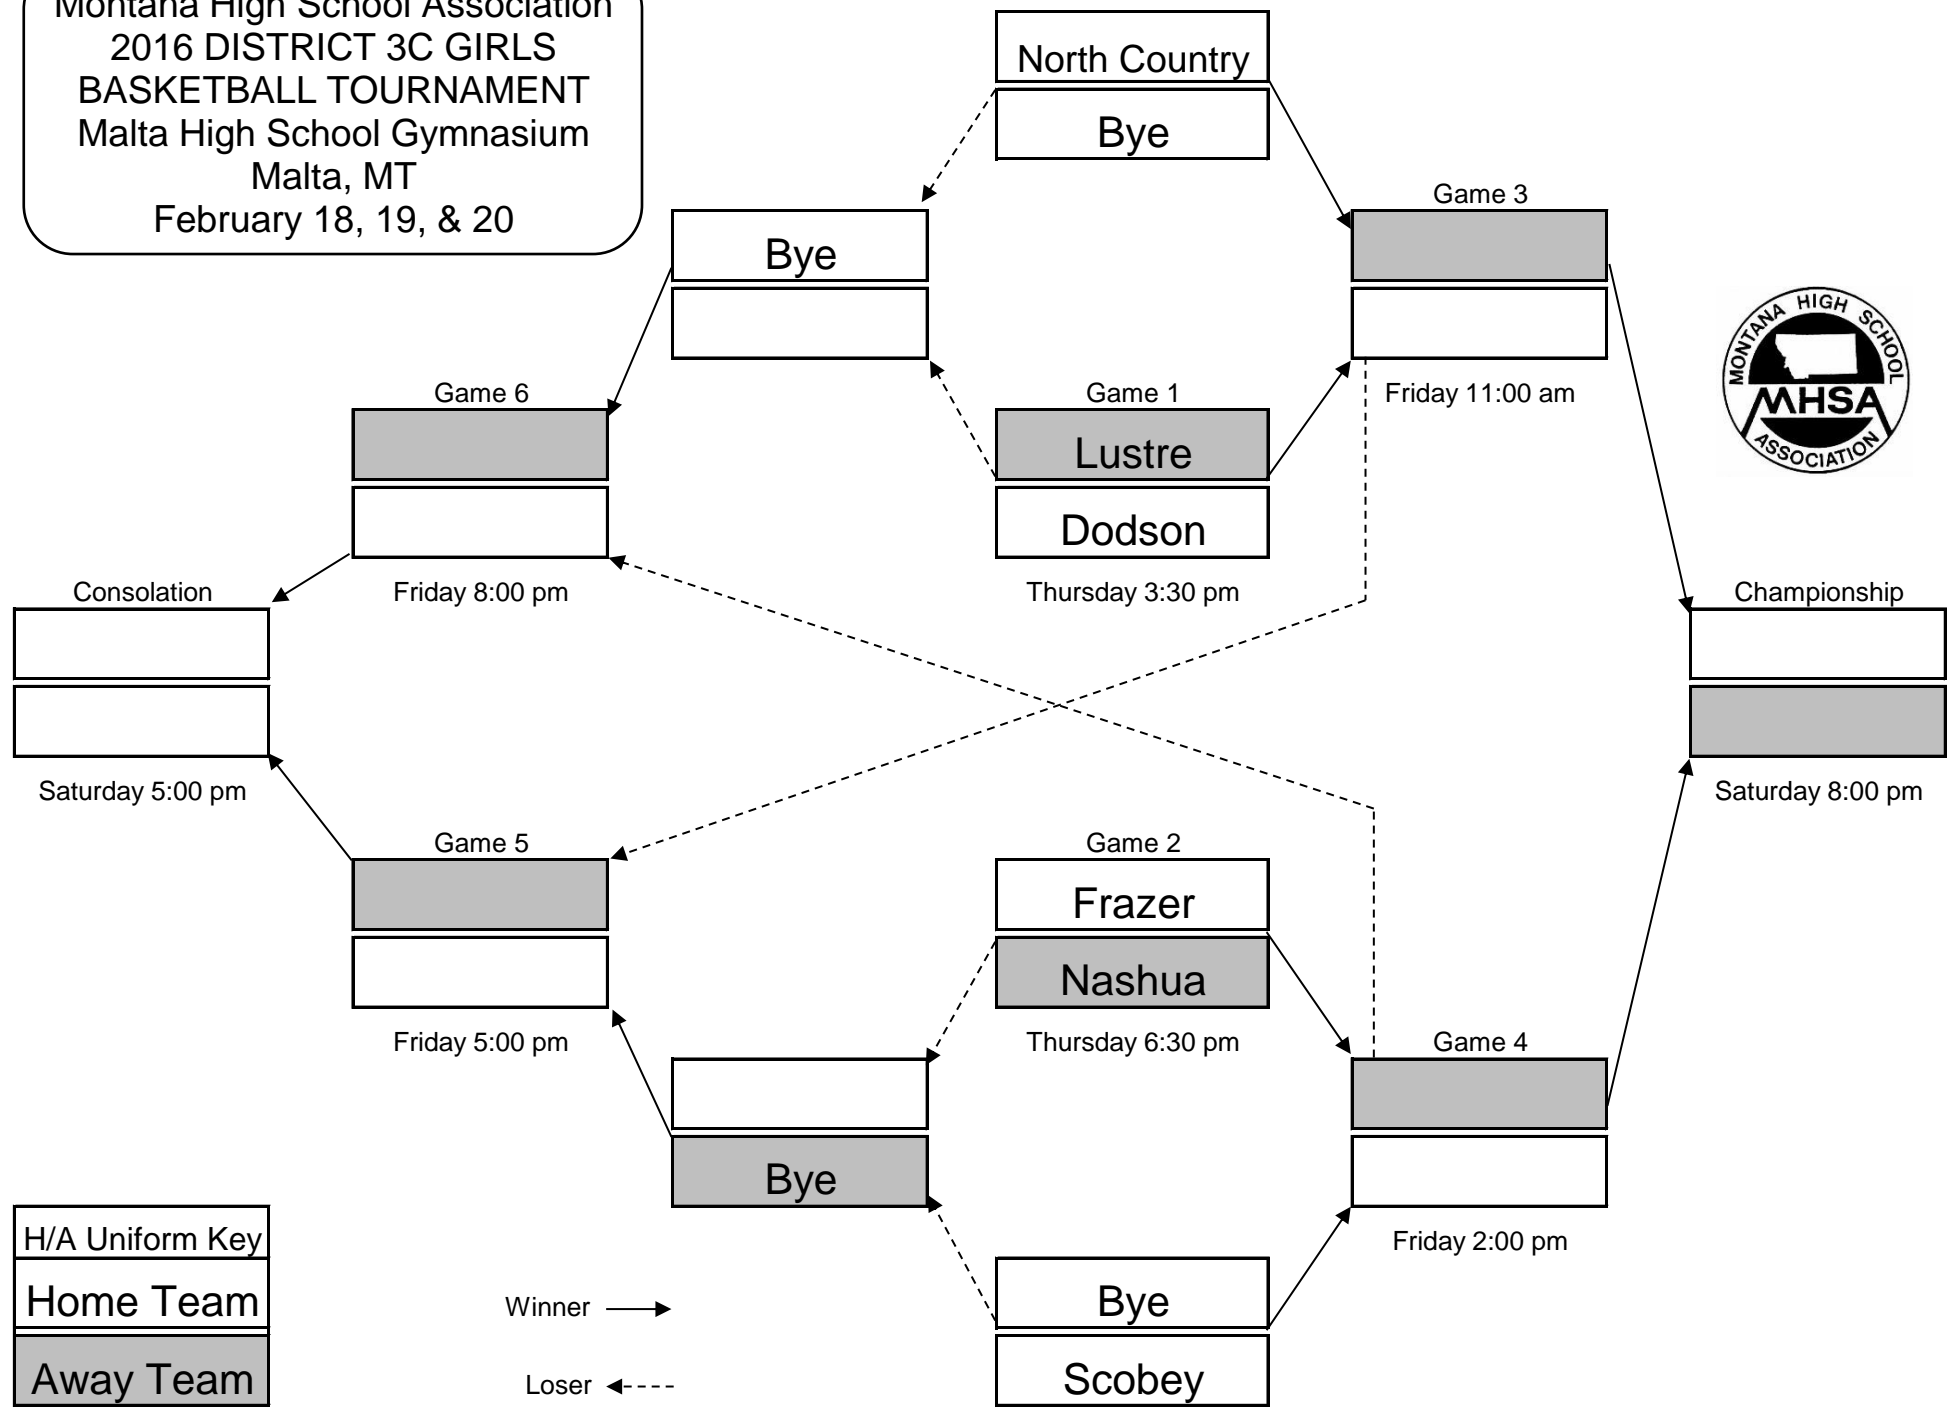 Montana High School Association
2016 DISTRICT 3C GIRLS
BASKETBALL TOURNAMENT
Malta High School Gymnasium
Malta, MT
February 18, 19, & 20
North Country
Bye
Game 3
Bye
MONTANA HIGH SCHOOL
MHSA
ASSOCIATION
Game 6
Game 1
Friday 11:00 am
Lustre
Dodson
Consolation
Friday 8:00 pm
Thursday 3:30 pm
Championship
Saturday 5:00 pm
Saturday 8:00 pm
Game 5
Game 2
Frazer
Nashua
Friday 5:00 pm
Thursday 6:30 pm
Game 4
Bye
Friday 2:00 pm
H/A Uniform Key
Home Team
Away Team
Winner
Loser
Bye
Scobey